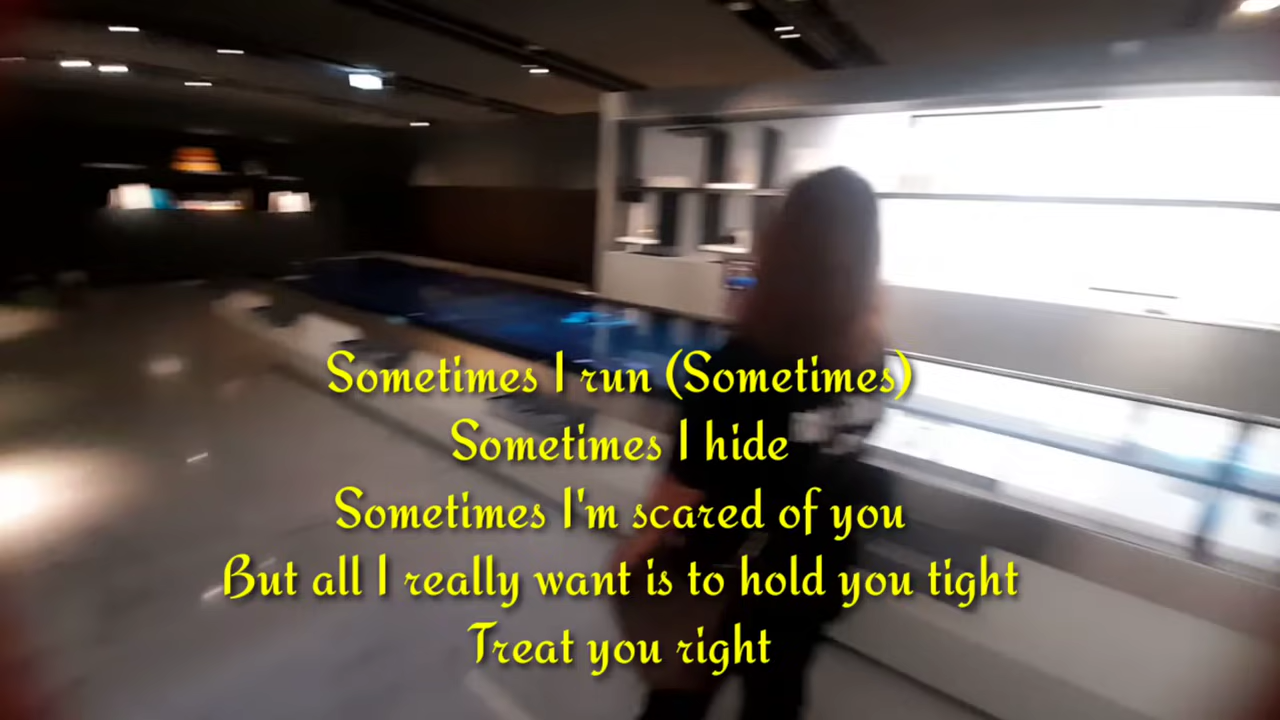 Sometimes I run (Sometimes)
Sometimes I hide
Sometimes I'm scared of you
But all I really want is to hold you tight
Treat you right